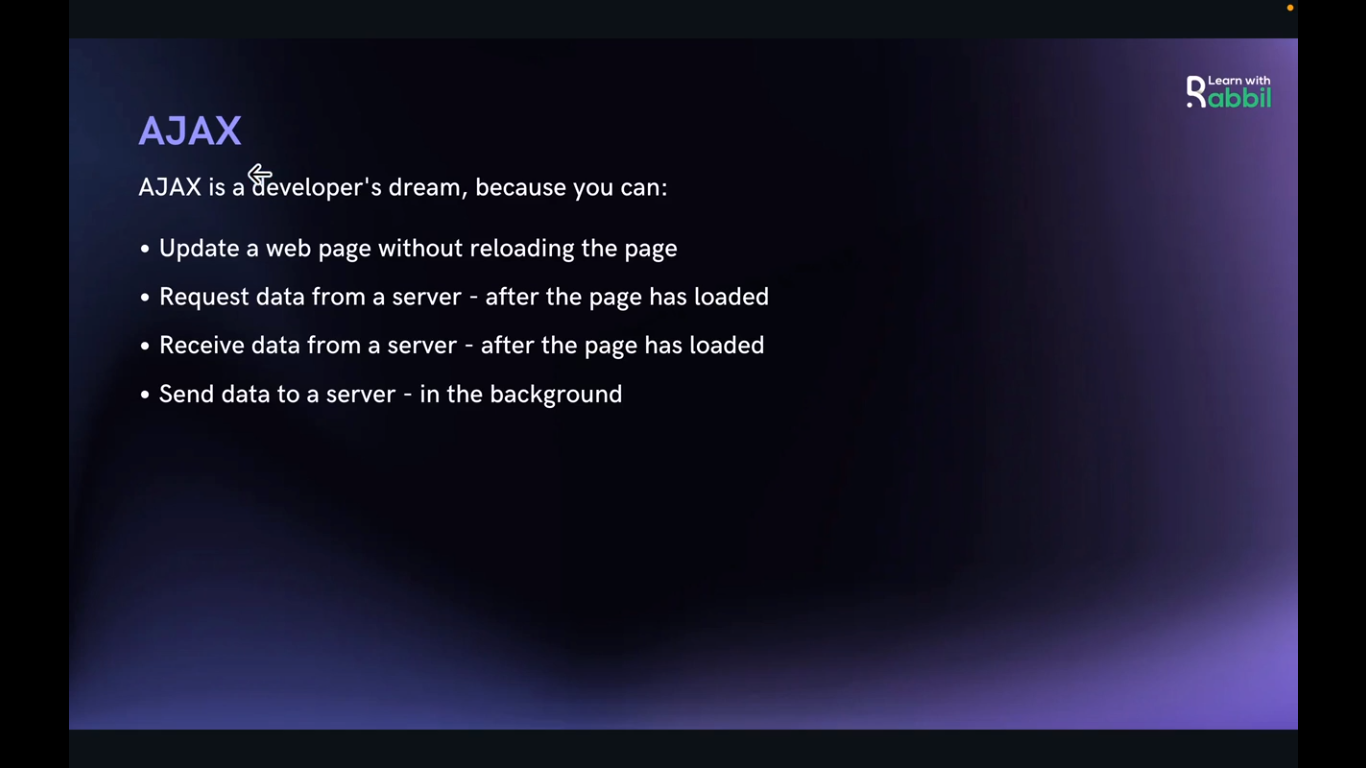 Learn with
Rabbil
AJAX
AJAX is a developer's dream, because you can:
• Update a web page without reloading the page
• Request data from a server - after the page has loaded
• Receive data from a server - after the page has loaded
• Send data to a server - in the background